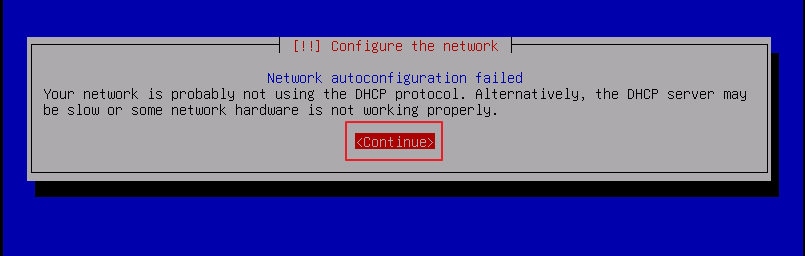 [!!] Configure the network
Network autoconfiguration failed
Your network is probably not using the DHCP protocol. Alternatively, the DHCP server may
be slow or some network hardware is not working properly.
<Continue>